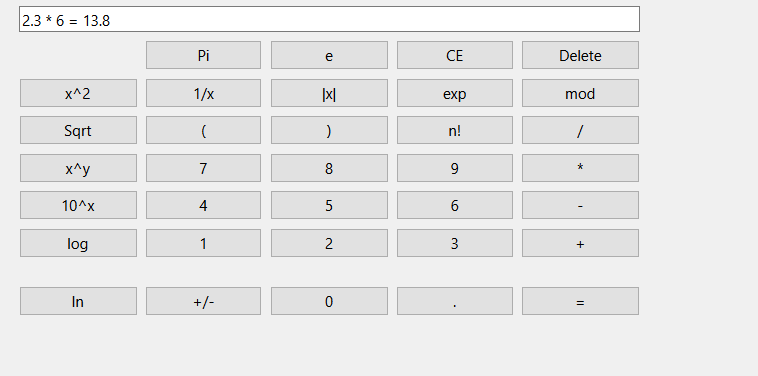 2.3 * 6 = 13.8
Pi e CE Delete
x^2 1/x |x| exp mod
Sqrt ( ) n! /
x^y 7 8 9 *
10^x 4 5 6 -
log 1 2 3 +
ln +/- 0 . =